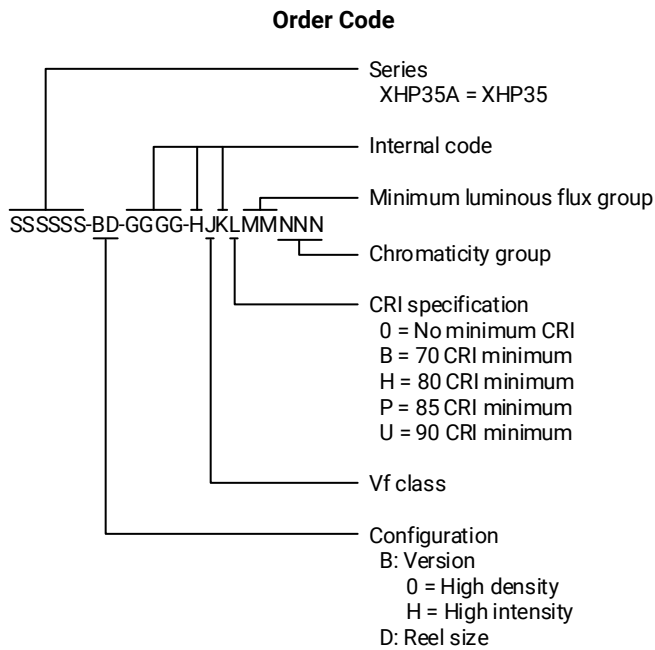 Order Code
Series
XHP35A = XHP35
Internal code
Minimum luminous flux group
SSSSSS-BD-GGGG-HJKLMMNNN
Chromaticity group
CRI specification
0 = No minimum CRI
B = 70 CRI minimum
H = 80 CRI minimum
P = 85 CRI minimum
U = 90 CRI minimum
Vf class
Configuration
B: Version
0 = High density
H = High intensity
D: Reel size